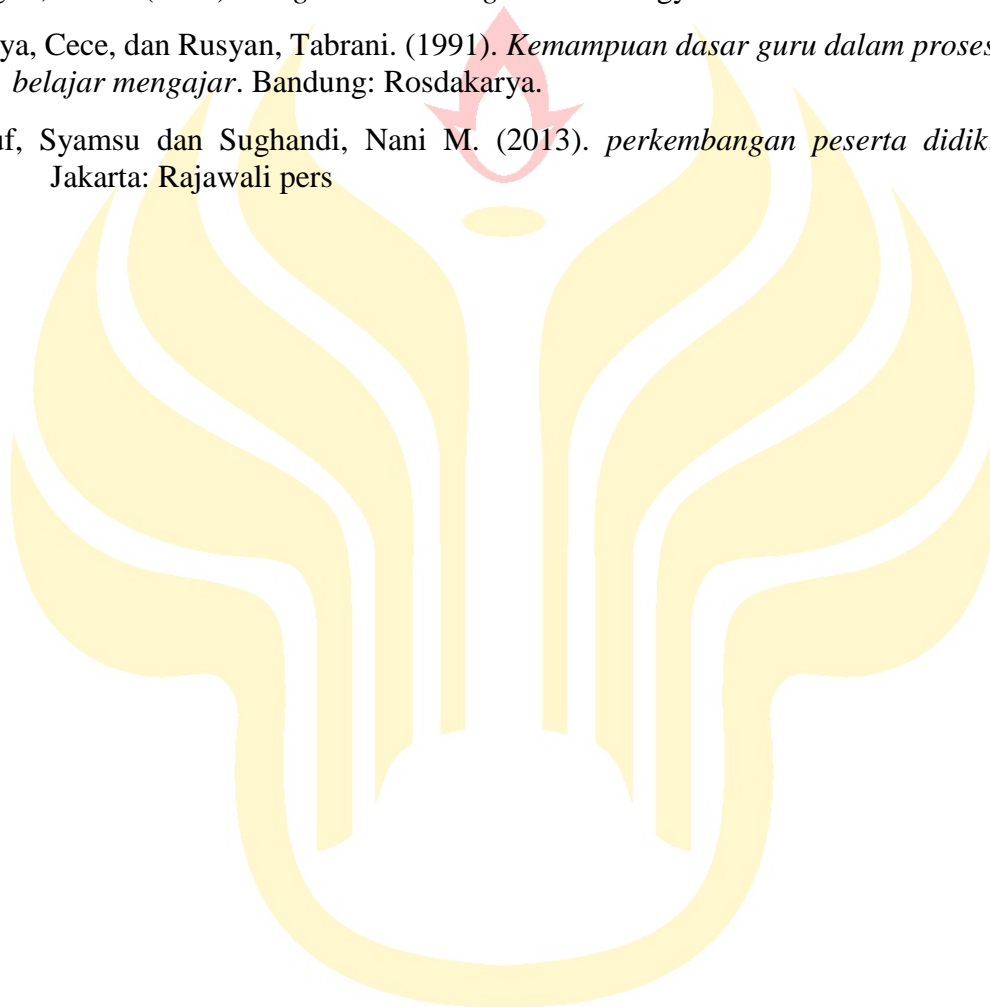 ya, Cece, dan Rusyan, Tabrani. (1991). Kemampuan dasar guru dalam proses
belajar mengajar. Bandung: Rosdakarya.
uf, Syamsu dan Sughandi, Nani M. (2013). perkembangan peserta didik.
Jakarta: Rajawali pers